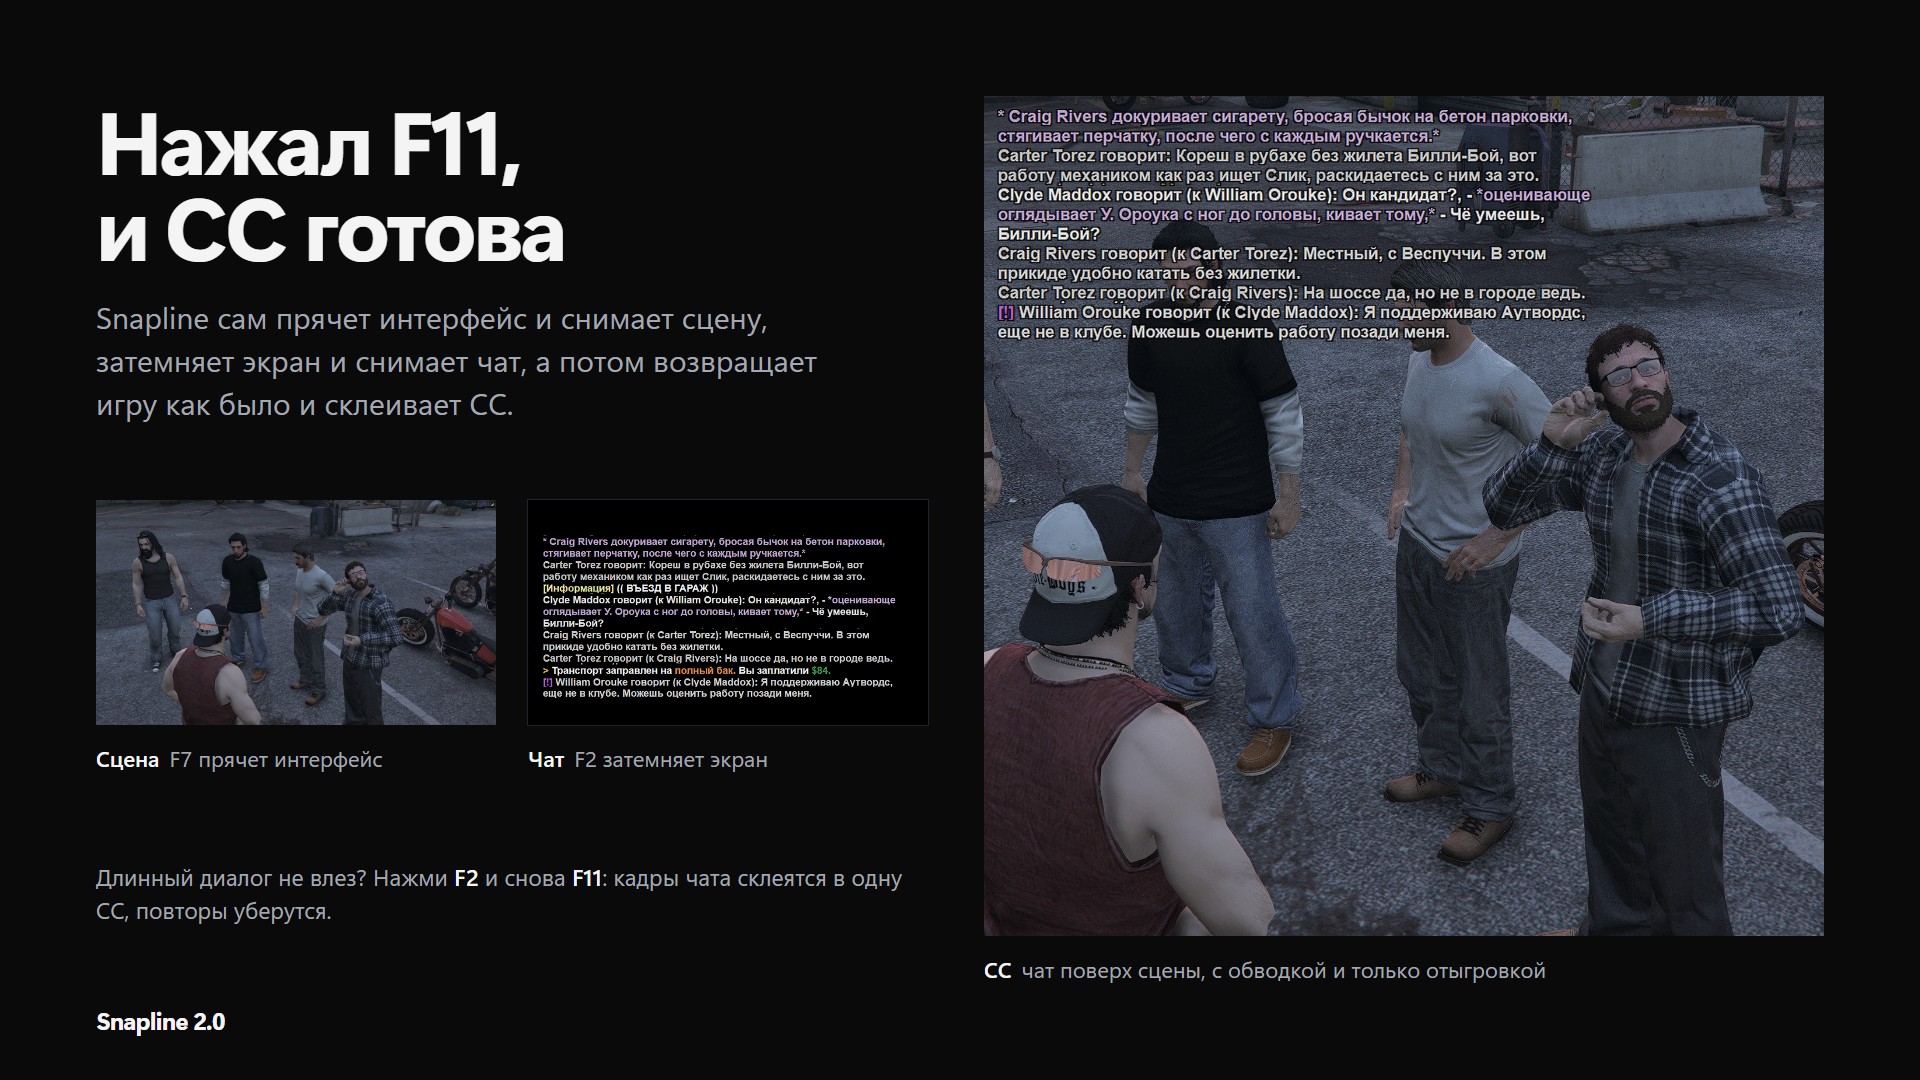 Нажал F11,
и СС готова
Snapline сам прячет интерфейс и снимает сцену,
затемняет экран и снимает чат, а потом возвращает
игру как было и склеивает СС.
* Craig Rivers докуривает сигарету, бросая бычок на бетон парковки,
стягивает перчатку, после чего с каждым ручкается.*
Carter Torez говорит: Кореш в рубахе без жилета Билли-Бой, вот
работу механиком как раз ищет Слик, раскидаетесь с ним за это.
[Информация] (( ВЪЕЗД В ГАРАЖ ))
Clyde Maddox говорит (к William Orouke): Он кандидат?, - *оценивающе
оглядывает У. Ороука с ног до головы, кивает тому,* - Чё умеешь,
Билли-Бой?
Craig Rivers говорит (к Carter Torez): Местный, с Веспуччи. В этом
прикиде удобно катать без жилетки.
Carter Torez говорит (к Craig Rivers): На шоссе да, но не в городе ведь.
> Транспорт заправлен на полный бак. Вы заплатили $84.
[!] William Orouke говорит (к Clyde Maddox): Я поддерживаю Аутвордс,
еще не в клубе. Можешь оценить работу позади меня.
Сцена F7 прячет интерфейс
Чат F2 затемняет экран
Длинный диалог не влез? Нажми F2 и снова F11: кадры чата склеятся в одну
СС, повторы уберутся.
Snapline 2.0
* Craig Rivers докуривает сигарету, бросая бычок на бетон парковки,
стягивает перчатку, после чего с каждым ручкается.*
Carter Torez говорит: Кореш в рубахе без жилета Билли-Бой, вот
работу механиком как раз ищет Слик, раскидаетесь с ним за это.
Clyde Maddox говорит (к William Orouke): Он кандидат?, - *оценивающе
оглядывает У. Ороука с ног до головы, кивает тому,* - Чё умеешь,
Билли-Бой?
Craig Rivers говорит (к Carter Torez): Местный, с Веспуччи. В этом
прикиде удобно катать без жилетки.
Carter Torez говорит (к Craig Rivers): На шоссе да, но не в городе ведь.
[!] William Orouke говорит (к Clyde Maddox): Я поддерживаю Аутвордс,
еще не в клубе. Можешь оценить работу позади меня.
СС чат поверх сцены, с обводкой и только отыгровкой